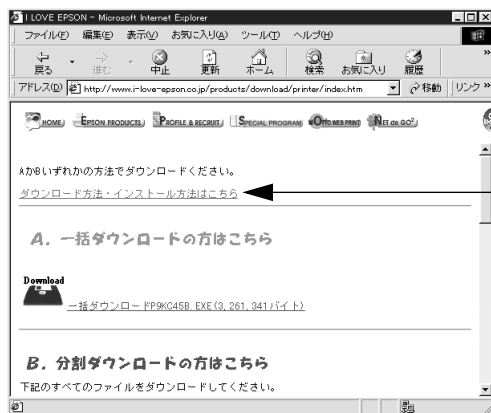 I LOVE EPSON - Microsoft Internet Explorer
ファイル(F) 編集(E) 表示(V) お気に入り(A) ツール(T) ヘルプ(H)
戻る 進む 中止 更新 ホーム 検索 お気に入り 履歴 »
アドレス(D) http://www.i-love-epson.co.jp/products/download/printer/index.htm 移動 リンク »
HOME EPSON PRODUCTS PROFILE & RECRUIT SPECIAL PROGRAM Otto WEB PRINT NET de GO²
AかBいずれかの方法でダウンロードください。
ダウンロード方法・インストール方法はこちら
A. 一括ダウンロードの方はこちら
Download
一括ダウンロードP9KC45B.EXE(3,261,341バイト)
B. 分割ダウンロードの方はこちら
下記のすべてのファイルをダウンロードしてください。